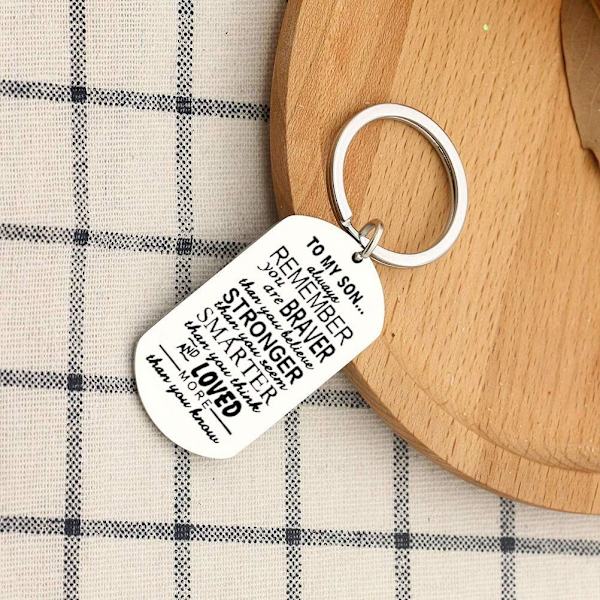 TO MY SON...
always
REMEMBER
you are BRAVER
than you believe
STRONGER
than you seem
SMARTER
than you think
AND LOVED
MORE
than you know